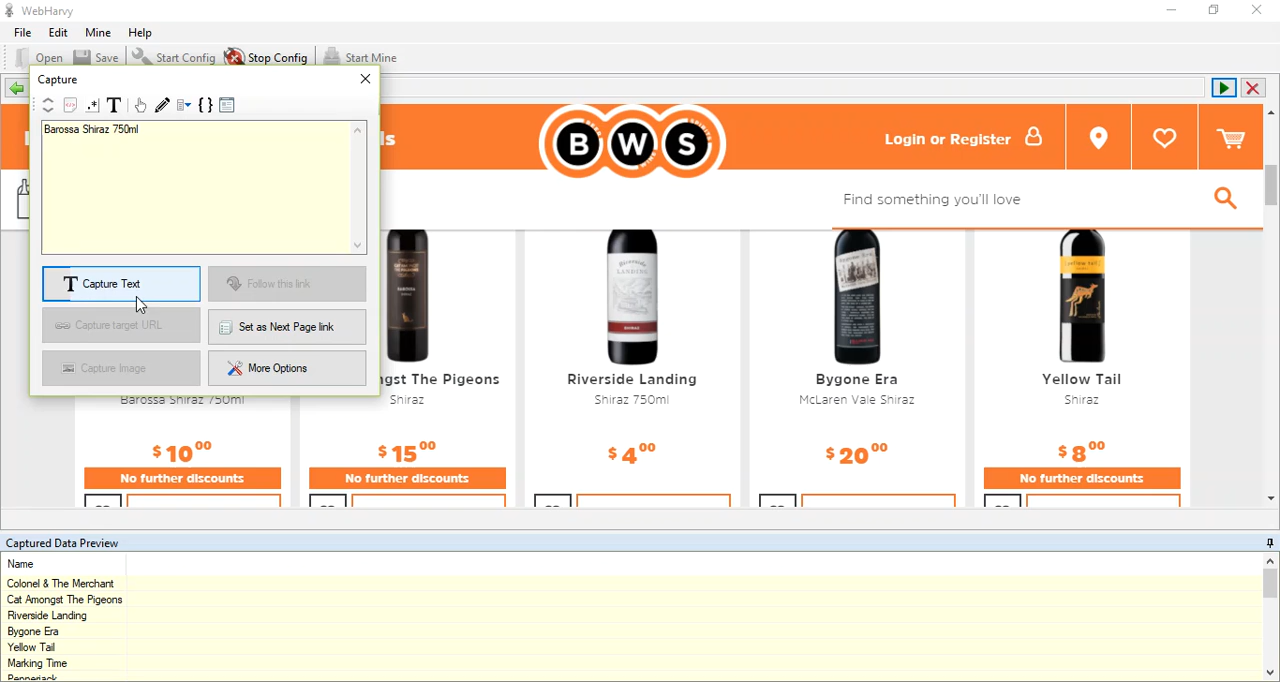 WebHarvy
File Edit Mine Help
Open Save Start Config Stop Config Start Mine
Capture
Barossa Shiraz 750ml
T Capture Text
Follow this link
Capture target URL
Set as Next Page link
Capture Image
More Options
BWS
Login or Register
Find something you'll love
Barossa Shiraz 750ml
$10.00
No further discounts
ngst The Pigeons
Shiraz
$15.00
No further discounts
Riverside Landing
Shiraz 750ml
$4.00
Bygone Era
McLaren Vale Shiraz
$20.00
Yellow Tail
Shiraz
$8.00
No further discounts
Captured Data Preview
Name
Colonel & The Merchant
Cat Amongst The Pigeons
Riverside Landing
Bygone Era
Yellow Tail
Marking Time
Pepperjack